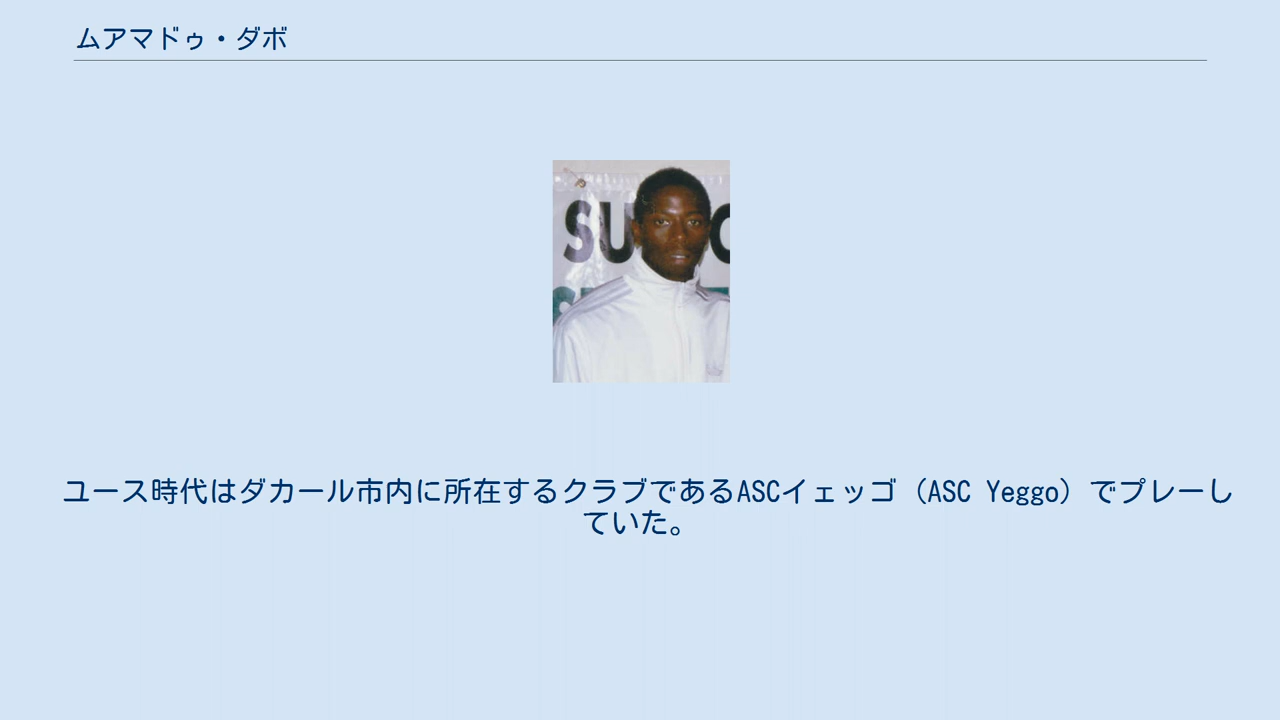 ムアマドゥ・ダボ
SU
ユース時代はダカール市内に所在するクラブであるASCイェッゴ（ASC Yeggo）でプレーし
ていた。